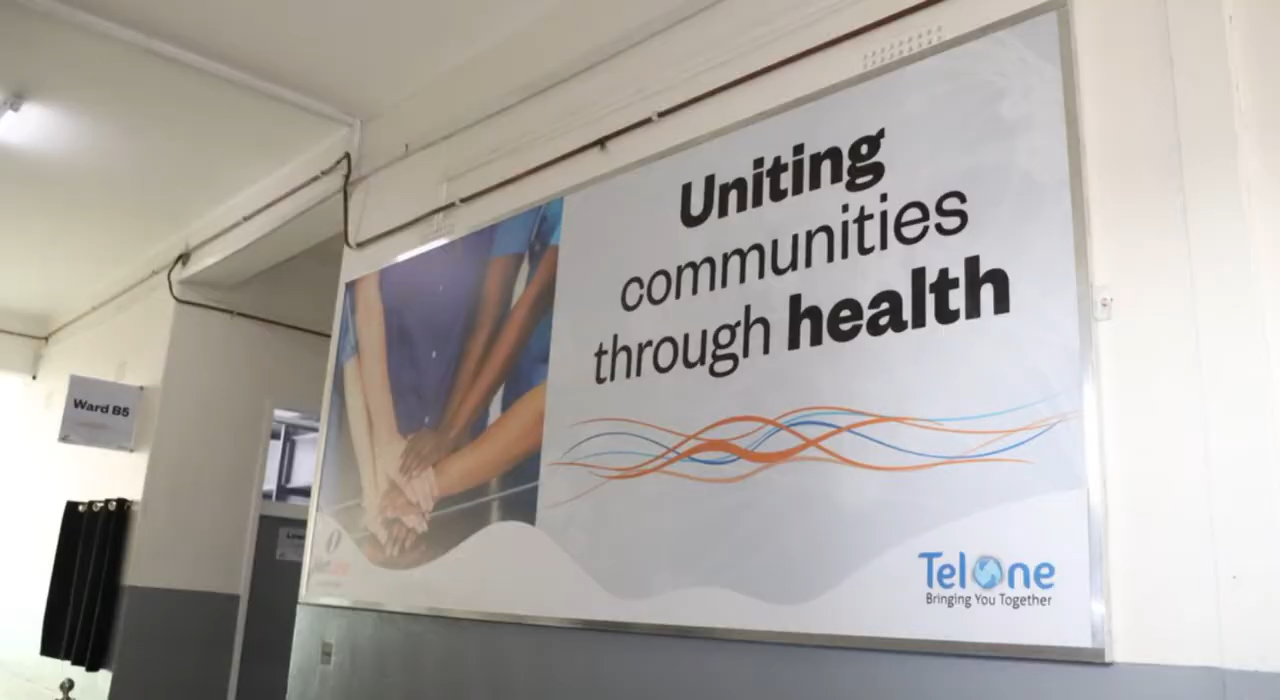 Uniting
communities
through health
TelOne
Bringing You Together
Ward B5